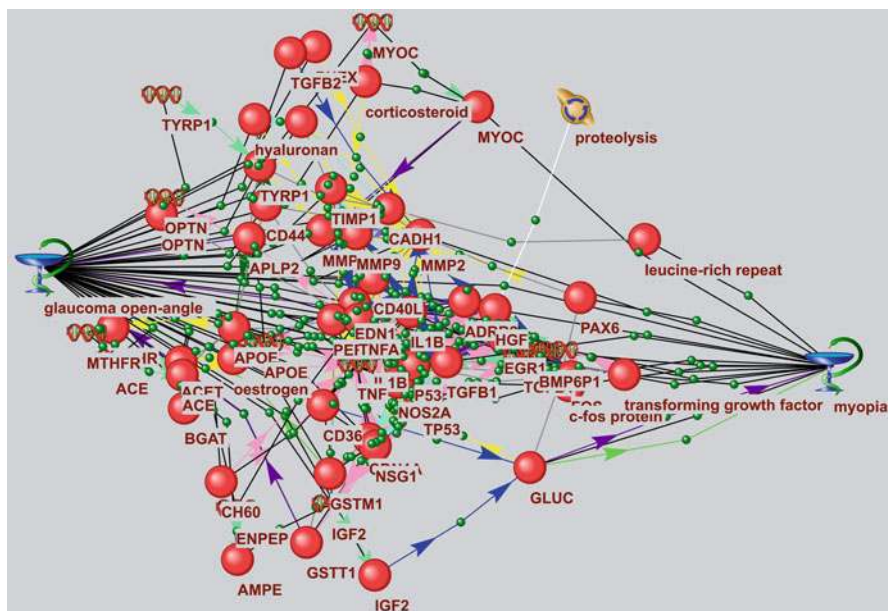 MYOC
TGFB2
corticosteroid
MYOC
TYRP1
proteolysis
hyaluronan
TYRP1
TIMP1
OPTN
OPTN
CD44
CADH1
APLP2
MMP9
MMP2
leucine-rich repeat
glaucoma open-angle
CD40L
EDN1
IL1B
HGF
PAX6
MTHFR
APOE
APOE
TNFA
EGR1
BMP6P1
ACE
oestrogen
IL1B
TNF
TGFB1
ACE
NOS2A
c-fos protein
transforming growth factor
myopia
BGAT
CD36
TP53
NSG1
GLUC
CH60
GSTM1
ENPEP
IGF2
GSTT1
AMPE
IGF2